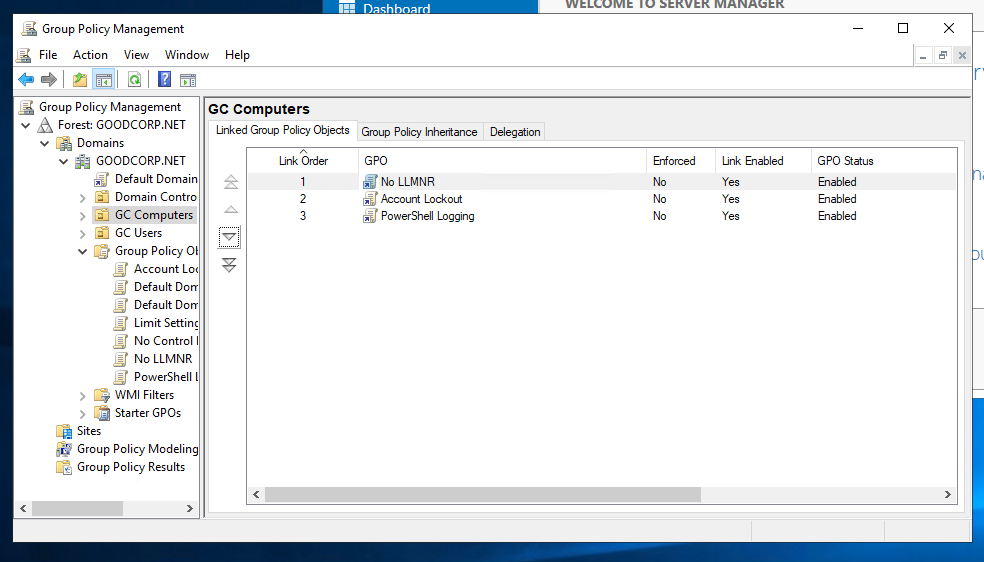 Dashboard
WELCOME TO SERVER MANAGER
Group Policy Management
File Action View Window Help
Group Policy Management
Forest: GOODCORP.NET
Domains
GOODCORP.NET
Default Domain
Domain Contro
GC Computers
GC Users
Group Policy Ob
Account Loc
Default Dom
Default Dom
Limit Setting
No Control
No LLMNR
PowerShell L
WMI Filters
Starter GPOs
Sites
Group Policy Modeling
Group Policy Results
GC Computers
Linked Group Policy Objects Group Policy Inheritance Delegation
Link Order GPO Enforced Link Enabled GPO Status
1 No LLMNR No Yes Enabled
2 Account Lockout No Yes Enabled
3 PowerShell Logging No Yes Enabled